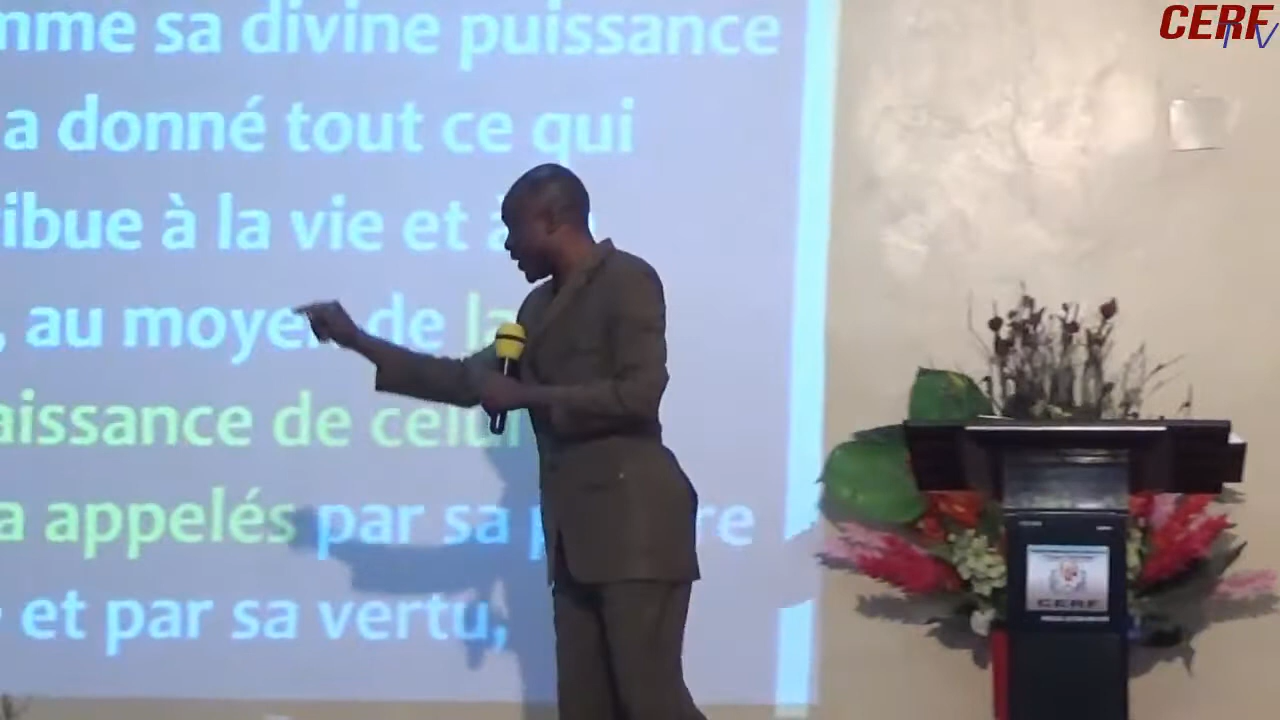 CERF
TV
mme sa divine puissance
a donné tout ce qui
ibue à la vie et à
, au moyen de la
aissance de celui
a appelés par sa p re
et par sa vertu,
CERF